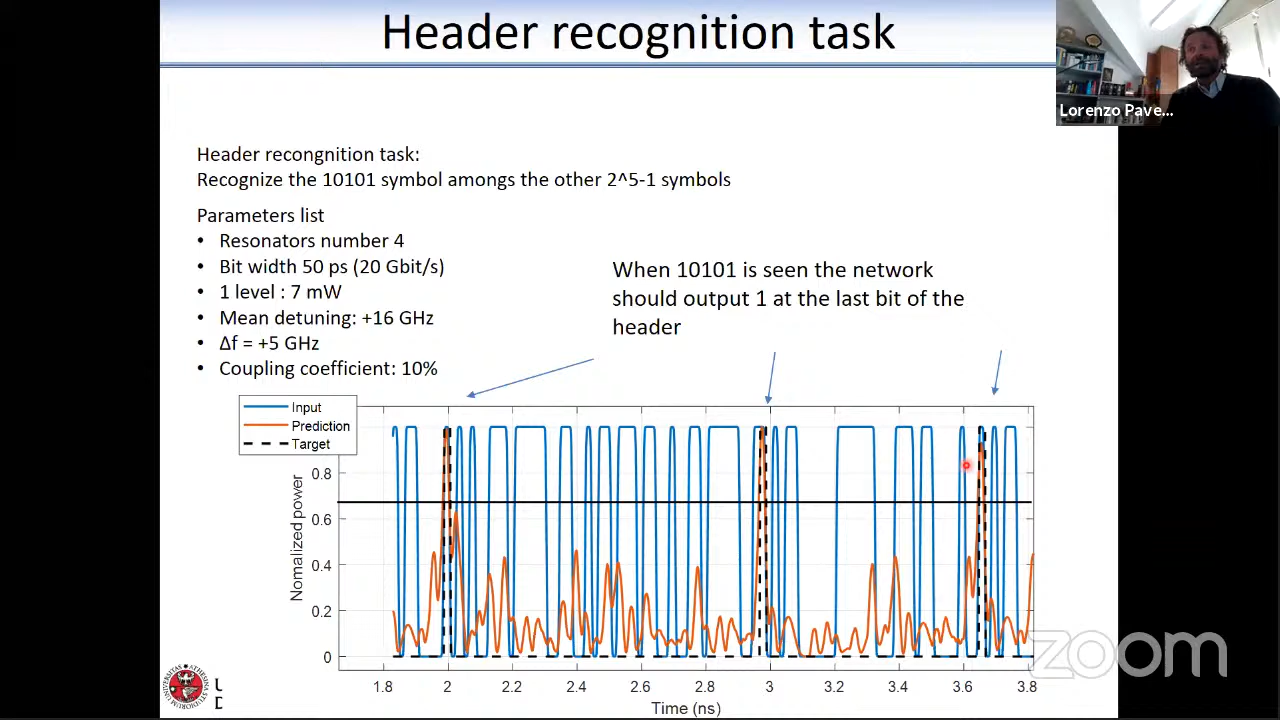 Header recognition task
Lorenzo Pave...
Header recongnition task:
Recognize the 10101 symbol amongs the other 2^5-1 symbols
Parameters list
• Resonators number 4
• Bit width 50 ps (20 Gbit/s)
• 1 level : 7 mW
• Mean detuning: +16 GHz
• Δf = +5 GHz
• Coupling coefficient: 10%
When 10101 is seen the network
should output 1 at the last bit of the
header
Input
Prediction
Target
Nomalized power
0.8
0.6
0.4
0.2
0
1.8 2 2.2 2.4 2.6 2.8 3 3.2 3.4 3.6 3.8
Time (ns)
zoom